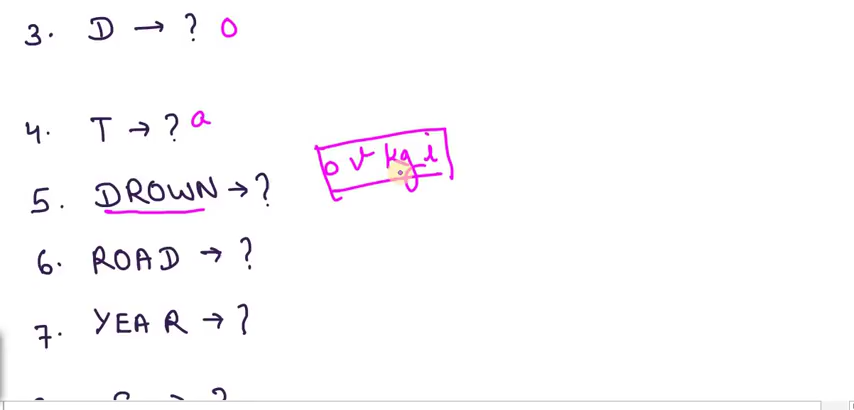 3. D → ? o
4. T → ? a
o v k g i
5. DROWN → ?
6. ROAD → ?
7. YEAR → ?